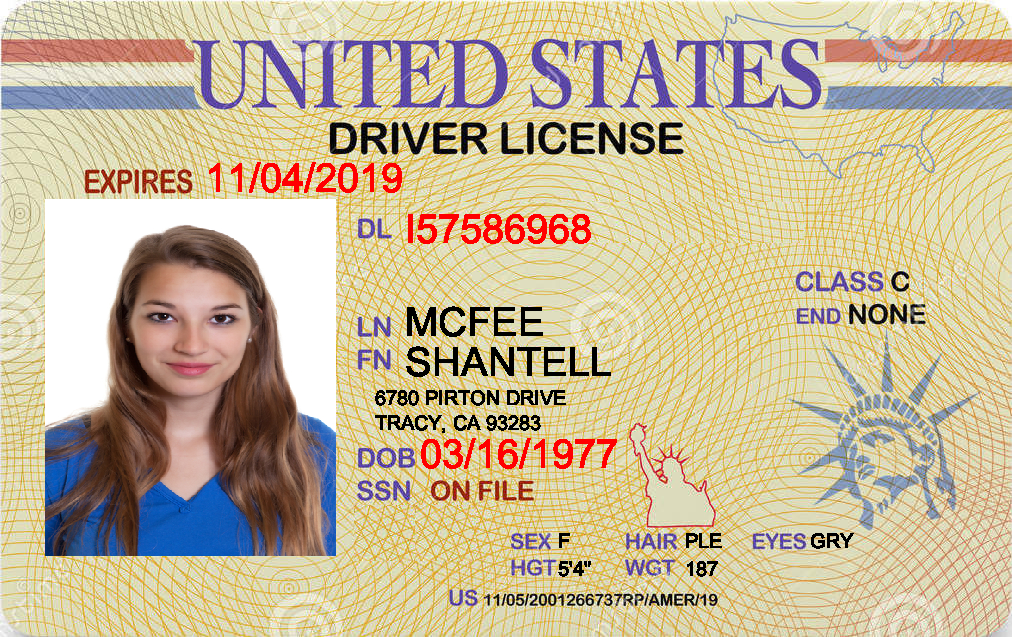 UNITED STATES
DRIVER LICENSE
EXPIRES 11/04/2019
DL I57586968
CLASS C
END NONE
LN MCFEE
FN SHANTELL
6780 PIRTON DRIVE
TRACY, CA 93283
DOB 03/16/1977
SSN ON FILE
SEX F HAIR PLE EYES GRY
HGT 5'4" WGT 187
US 11/05/2001266737RP/AMER/19